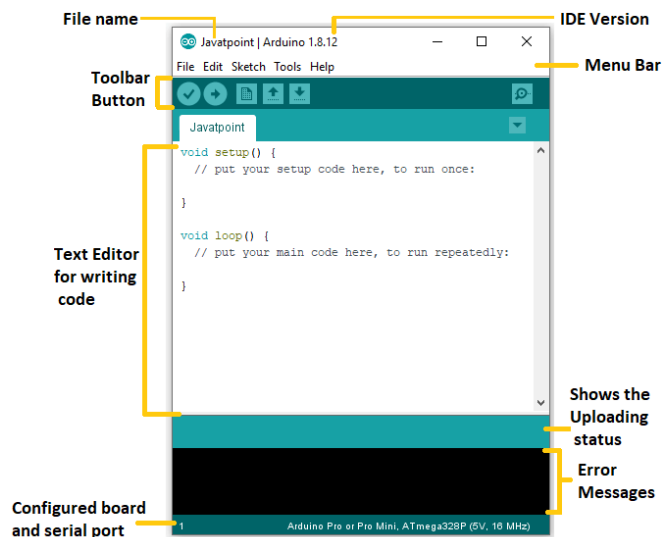 File name
IDE Version
Javatpoint | Arduino 1.8.12
File Edit Sketch Tools Help
Menu Bar
Toolbar
Button
Javatpoint
void setup() {
// put your setup code here, to run once:
}
void loop() {
// put your main code here, to run repeatedly:
}
Text Editor
for writing
code
Shows the
Uploading
status
Error
Messages
Configured board
and serial port
1
Arduino Pro or Pro Mini, ATmega328P (5V, 16 MHz)